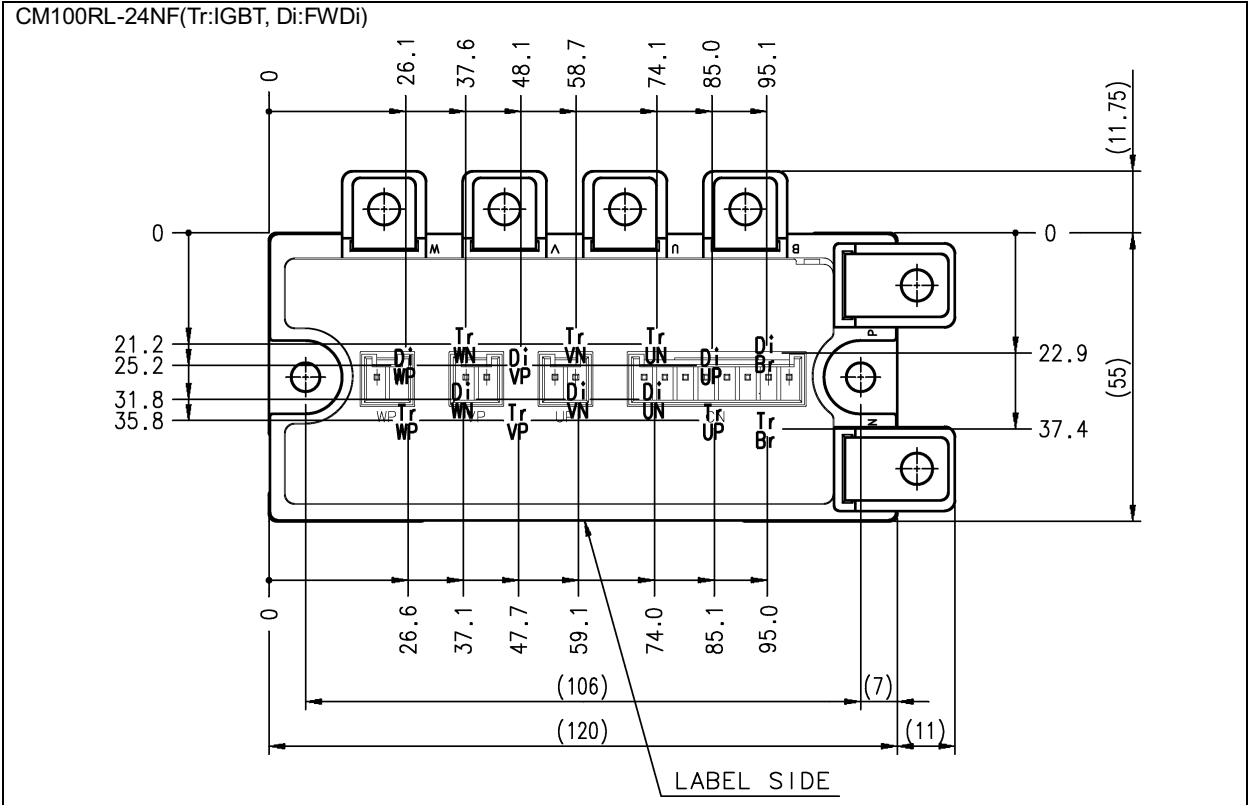 CM100RL-24NF(Tr:IGBT, Di:FWDi)
0
26.1
37.6
48.1
58.7
74.1
85.0
95.1
(11.75)
W
V
U
B
0
0
21.2
25.2
31.8
35.8
22.9
37.4
(55)
P
N
Tr
WN
Tr
VN
Tr
UN
Di
Br
Di
WP
Di
VP
Di
UP
Di
WN
Di
VN
Di
UN
WP
VP
UP
CN
Tr
WP
Tr
VP
Tr
UP
Tr
Br
0
26.6
37.1
47.7
59.1
74.0
85.1
95.0
(106)
(7)
(120)
(11)
LABEL SIDE